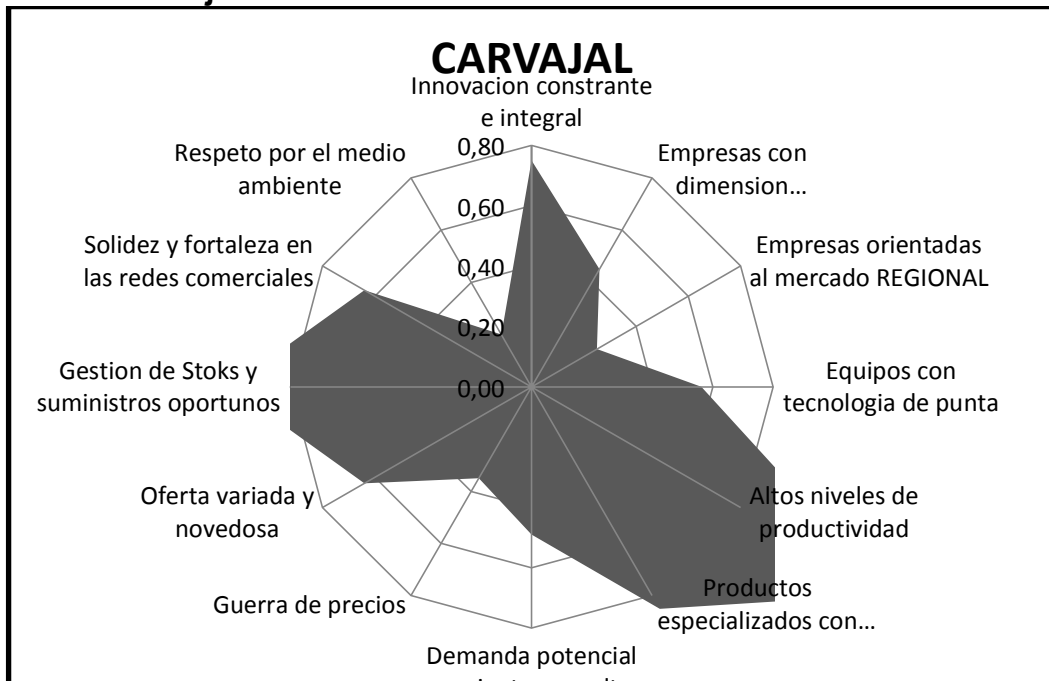 CARVAJAL
Innovacion constrante
e integral
Empresas con
dimension…
Empresas orientadas
al mercado REGIONAL
Equipos con
tecnologia de punta
Altos niveles de
productividad
Productos
especializados con…
Demanda potencial
Guerra de precios
Oferta variada y
novedosa
Gestion de Stoks y
suministros oportunos
Solidez y fortaleza en
las redes comerciales
Respeto por el medio
ambiente
0,80
0,60
0,40
0,20
0,00